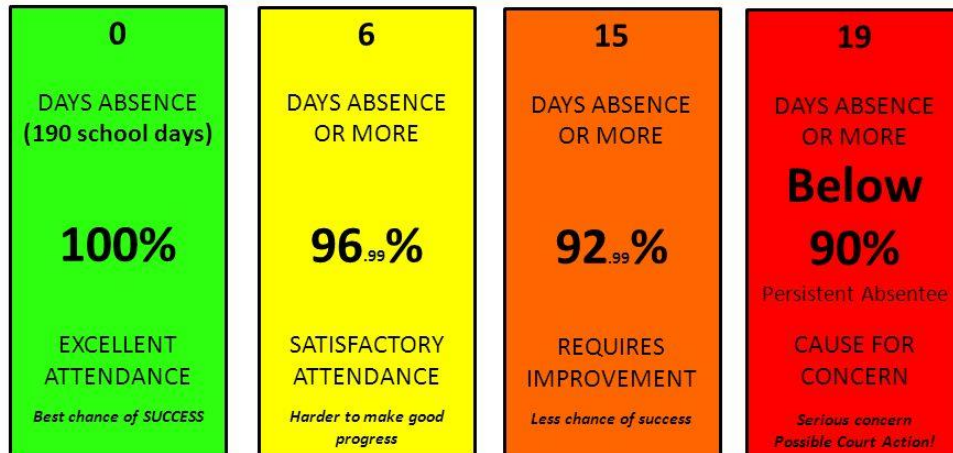 0
DAYS ABSENCE
(190 school days)
100%
EXCELLENT
ATTENDANCE
Best chance of SUCCESS
6
DAYS ABSENCE
OR MORE
96.99%
SATISFACTORY
ATTENDANCE
Harder to make good
progress
15
DAYS ABSENCE
OR MORE
92.99%
REQUIRES
IMPROVEMENT
Less chance of success
19
DAYS ABSENCE
OR MORE
Below
90%
Persistent Absentee
CAUSE FOR
CONCERN
Serious concern
Possible Court Action!